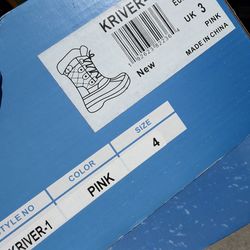 KRIVER-1
New
UK 3
PINK
MADE IN CHINA
STYLE NO
COLOR
SIZE
KRIVER-1
PINK
4